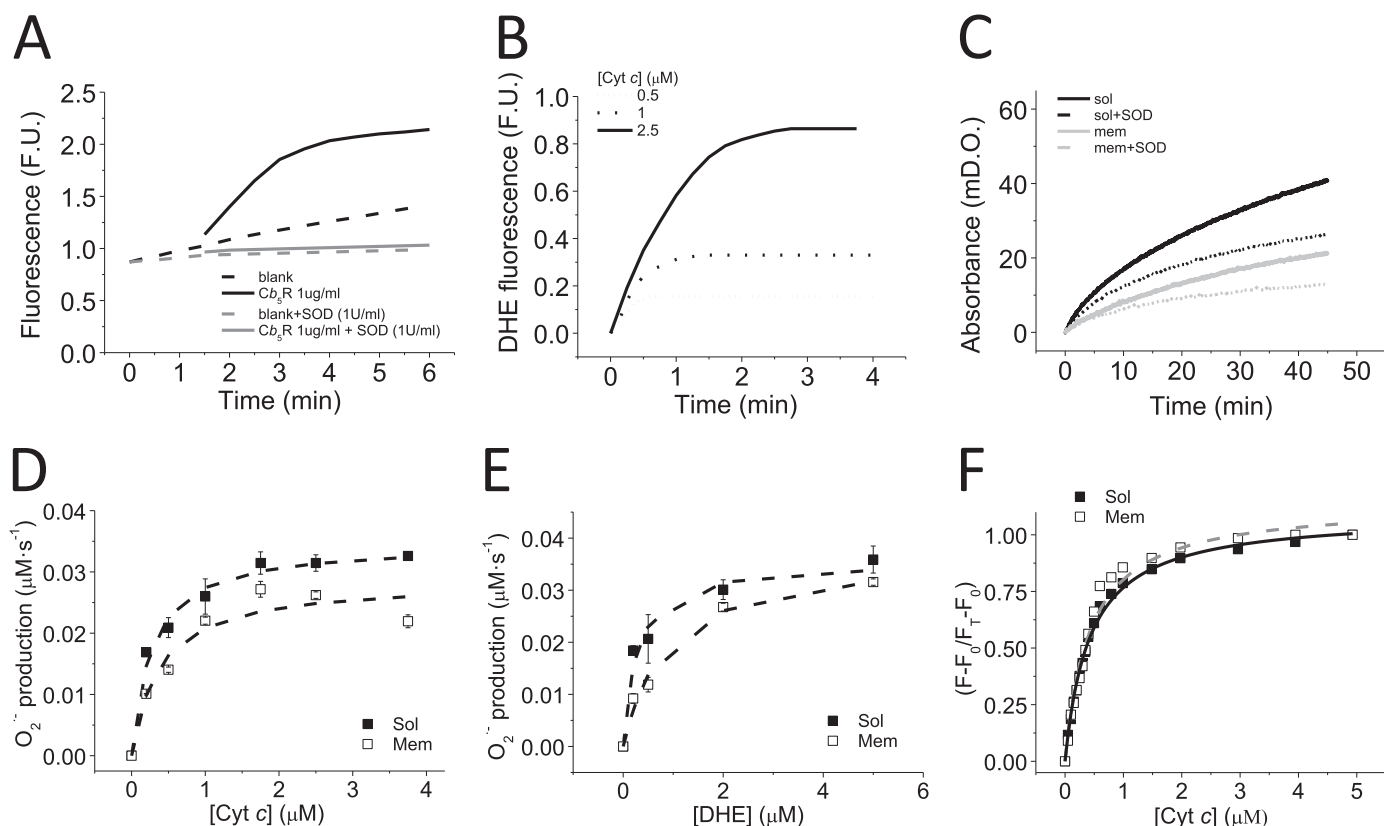 A
Fluorescence (F.U.)
2.5
2.0
1.5
1.0
0.5
0.0
blank
Cb₅R 1ug/ml
blank+SOD (1U/ml)
Cb₅R 1ug/ml + SOD (1U/ml)
0 1 2 3 4 5 6
Time (min)
B
DHE fluorescence (F.U.)
[Cyt c] (μM)
0.5
1
2.5
1.0
0.8
0.6
0.4
0.2
0.0
0 1 2 3 4
Time (min)
C
Absorbance (mD.O.)
60
40
20
0
sol
sol+SOD
mem
mem+SOD
0 10 20 30 40 50
Time (min)
D
O₂˙⁻ production (μM·s⁻¹)
0.04
0.03
0.02
0.01
0.00
Sol
Mem
0 1 2 3 4
[Cyt c] (μM)
E
O₂˙⁻ production (μM·s⁻¹)
0.04
0.03
0.02
0.01
0.00
Sol
Mem
0 2 4 6
[DHE] (μM)
F
(F-F₀/F_T-F₀)
Sol
Mem
1.00
0.75
0.50
0.25
0.00
0 1 2 3 4 5
[Cyt c] (μM)